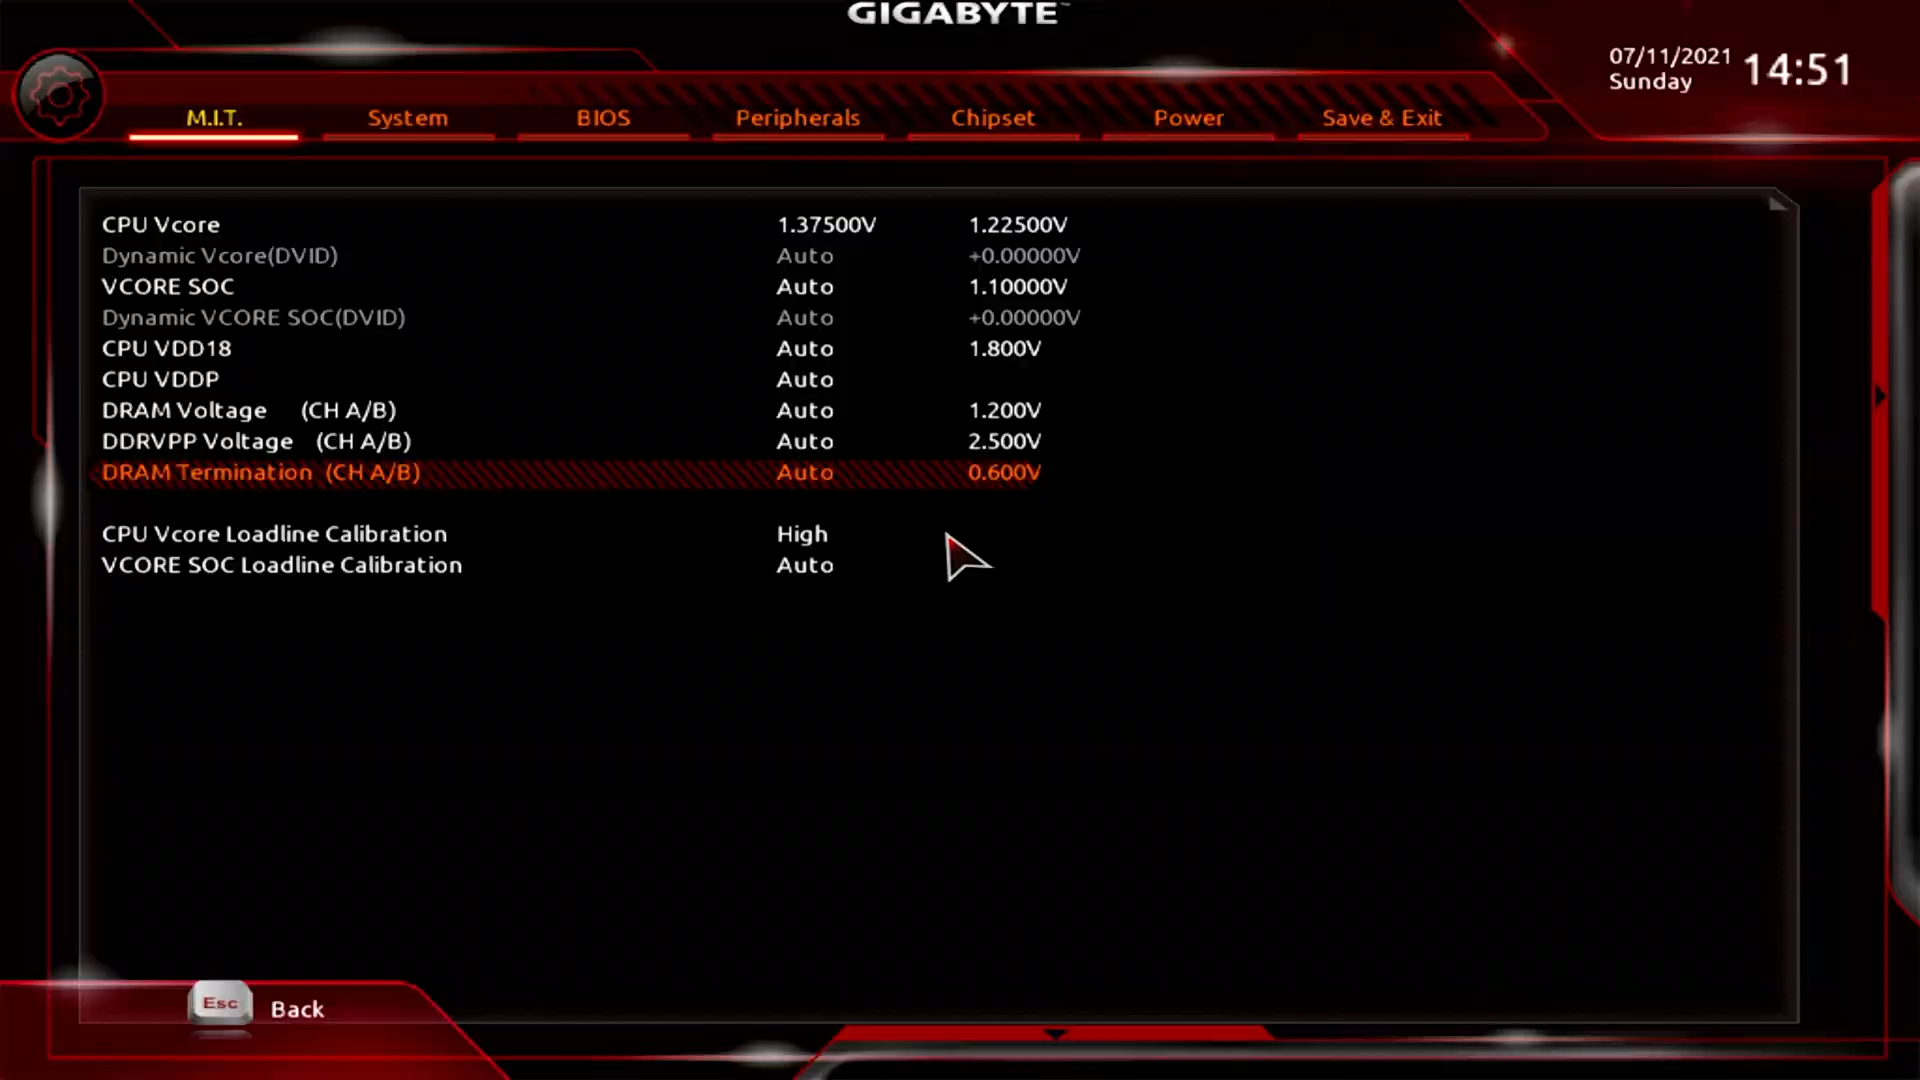 GIGABYTE™
07/11/2021
Sunday
14:51
M.I.T. System BIOS Peripherals Chipset Power Save & Exit
CPU Vcore 1.37500V 1.22500V
Dynamic Vcore(DVID) Auto +0.00000V
VCORE SOC Auto 1.10000V
Dynamic VCORE SOC(DVID) Auto +0.00000V
CPU VDD18 Auto 1.800V
CPU VDDP Auto
DRAM Voltage (CH A/B) Auto 1.200V
DDRVPP Voltage (CH A/B) Auto 2.500V
DRAM Termination (CH A/B) Auto 0.600V
CPU Vcore Loadline Calibration High
VCORE SOC Loadline Calibration Auto
Esc Back